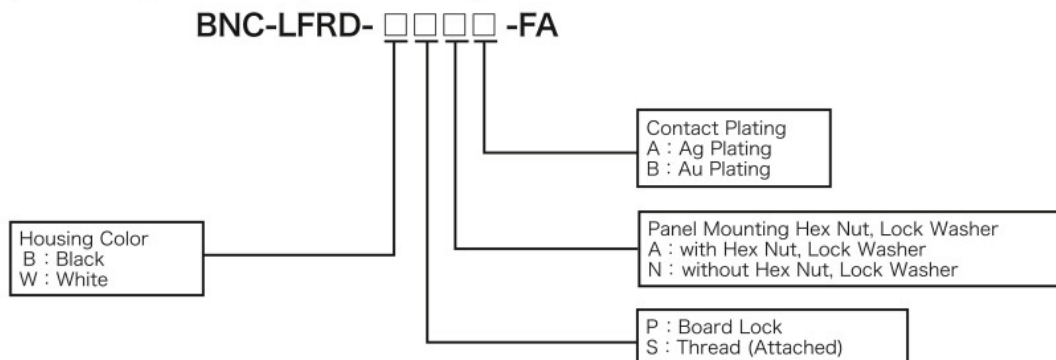 BNC-LFRD- □□□□ -FA
Contact Plating
A : Ag Plating
B : Au Plating
Housing Color
B : Black
W : White
Panel Mounting Hex Nut, Lock Washer
A : with Hex Nut, Lock Washer
N : without Hex Nut, Lock Washer
P : Board Lock
S : Thread (Attached)